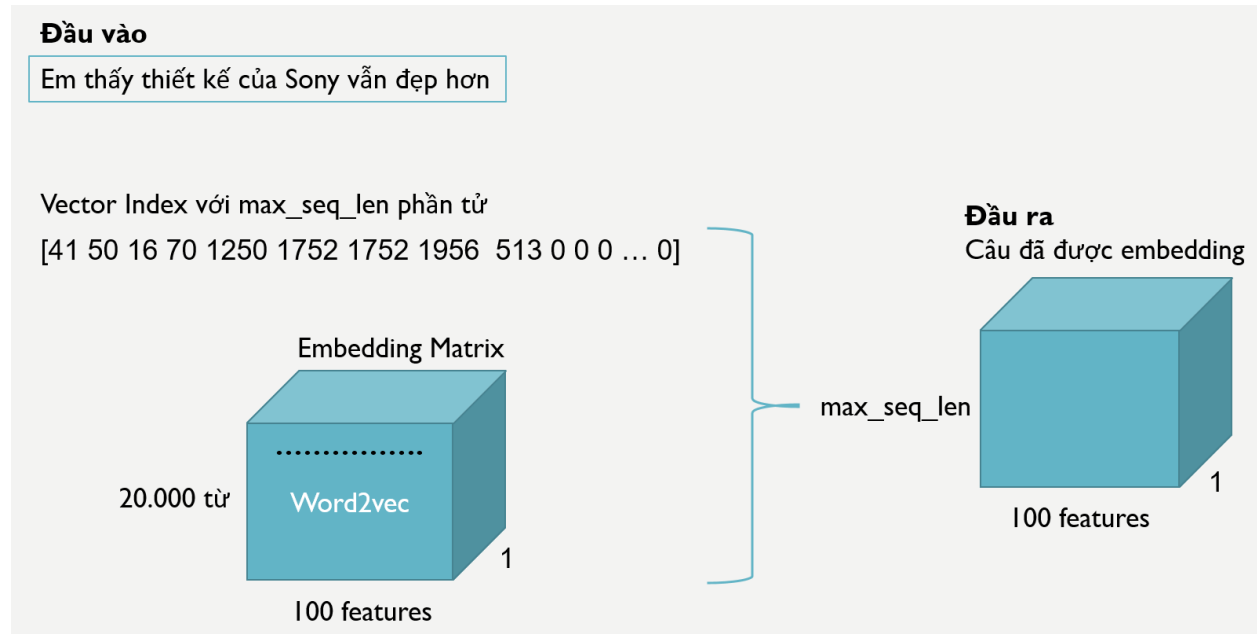 Đầu vào
Em thấy thiết kế của Sony vẫn đẹp hơn
Vector Index với max_seq_len phần tử
[41 50 16 70 1250 1752 1752 1956  513 0 0 0 … 0]
Embedding Matrix
20.000 từ
Word2vec
1
100 features
Đầu ra
Câu đã được embedding
max_seq_len
1
100 features